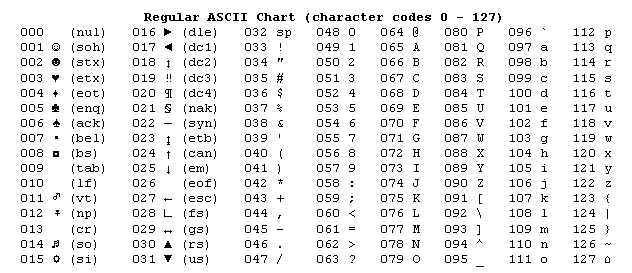 Regular ASCII Chart (character codes 0 - 127)
000 (nul) 016 ► (dle) 032 sp 048 0 064 @ 080 P 096 ` 112 p
001 ☺ (soh) 017 ◄ (dc1) 033 ! 049 1 065 A 081 Q 097 a 113 q
002 ☻ (stx) 018 ↕ (dc2) 034 " 050 2 066 B 082 R 098 b 114 r
003 ♥ (etx) 019 ‼ (dc3) 035 # 051 3 067 C 083 S 099 c 115 s
004 ♦ (eot) 020 ¶ (dc4) 036 $ 052 4 068 D 084 T 100 d 116 t
005 ♣ (enq) 021 § (nak) 037 % 053 5 069 E 085 U 101 e 117 u
006 ♠ (ack) 022 ▬ (syn) 038 & 054 6 070 F 086 V 102 f 118 v
007 • (bel) 023 ↨ (etb) 039 ' 055 7 071 G 087 W 103 g 119 w
008 ◘ (bs) 024 ↑ (can) 040 ( 056 8 072 H 088 X 104 h 120 x
009 (tab) 025 ↓ (em) 041 ) 057 9 073 I 089 Y 105 i 121 y
010 (lf) 026 (eof) 042 * 058 : 074 J 090 Z 106 j 122 z
011 ♂ (vt) 027 ← (esc) 043 + 059 ; 075 K 091 [ 107 k 123 {
012 ♀ (np) 028 ∟ (fs) 044 , 060 < 076 L 092 \ 108 l 124 |
013 (cr) 029 ↔ (gs) 045 - 061 = 077 M 093 ] 109 m 125 }
014 ♫ (so) 030 ▲ (rs) 046 . 062 > 078 N 094 ^ 110 n 126 ~
015 ☼ (si) 031 ▼ (us) 047 / 063 ? 079 O 095 _ 111 o 127 ⌂